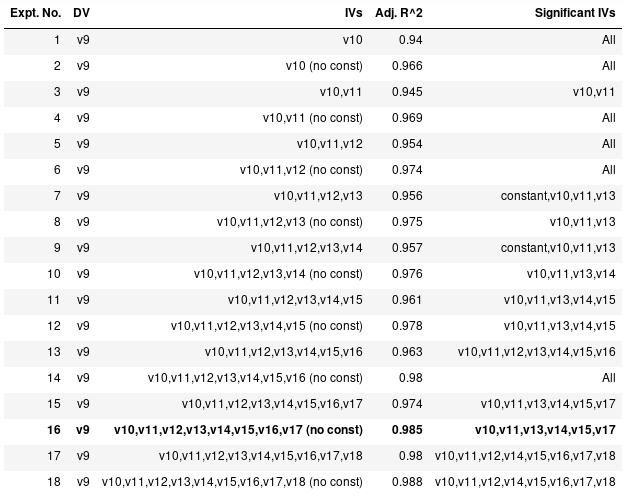 Expt. No. DV IVs Adj. R^2 Significant IVs
1 v9 v10 0.94 All
2 v9 v10 (no const) 0.966 All
3 v9 v10,v11 0.945 v10,v11
4 v9 v10,v11 (no const) 0.969 All
5 v9 v10,v11,v12 0.954 All
6 v9 v10,v11,v12 (no const) 0.974 All
7 v9 v10,v11,v12,v13 0.956 constant,v10,v11,v13
8 v9 v10,v11,v12,v13 (no const) 0.975 v10,v11,v13
9 v9 v10,v11,v12,v13,v14 0.957 constant,v10,v11,v13
10 v9 v10,v11,v12,v13,v14 (no const) 0.976 v10,v11,v13,v14
11 v9 v10,v11,v12,v13,v14,v15 0.961 v10,v11,v13,v14,v15
12 v9 v10,v11,v12,v13,v14,v15 (no const) 0.978 v10,v11,v13,v14,v15
13 v9 v10,v11,v12,v13,v14,v15,v16 0.963 v10,v11,v12,v13,v14,v15,v16
14 v9 v10,v11,v12,v13,v14,v15,v16 (no const) 0.98 All
15 v9 v10,v11,v12,v13,v14,v15,v16,v17 0.974 v10,v11,v13,v14,v15,v17
16 v9 v10,v11,v12,v13,v14,v15,v16,v17 (no const) 0.985 v10,v11,v13,v14,v15,v17
17 v9 v10,v11,v12,v13,v14,v15,v16,v17,v18 0.98 v10,v11,v12,v14,v15,v16,v17,v18
18 v9 v10,v11,v12,v13,v14,v15,v16,v17,v18 (no const) 0.988 v10,v11,v12,v14,v15,v16,v17,v18